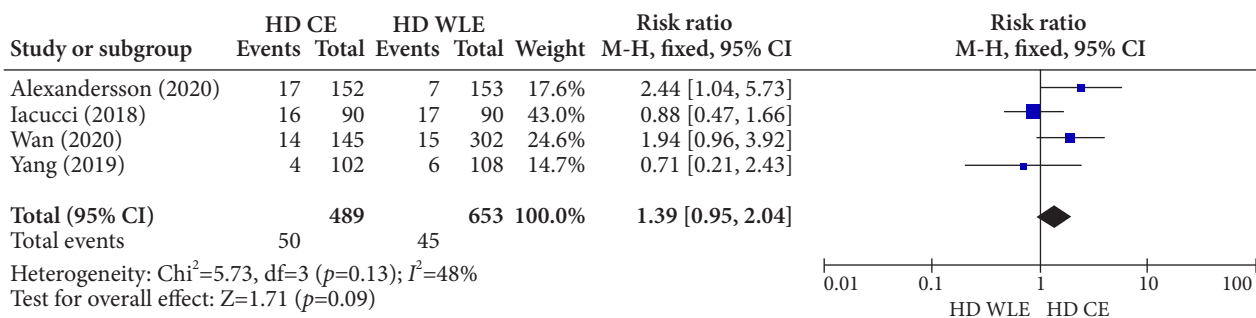 HD CE HD WLE Risk ratio Risk ratio
Study or subgroup Events Total Events Total Weight M-H, fixed, 95% CI M-H, fixed, 95% CI
Alexandersson (2020) 17 152 7 153 17.6% 2.44 [1.04, 5.73]
Iacucci (2018) 16 90 17 90 43.0% 0.88 [0.47, 1.66]
Wan (2020) 14 145 15 302 24.6% 1.94 [0.96, 3.92]
Yang (2019) 4 102 6 108 14.7% 0.71 [0.21, 2.43]
Total (95% CI) 489 653 100.0% 1.39 [0.95, 2.04]
Total events 50 45
Heterogeneity: Chi²=5.73, df=3 (p=0.13); I²=48%
Test for overall effect: Z=1.71 (p=0.09)
0.01 0.1 1 10 100
HD WLE HD CE